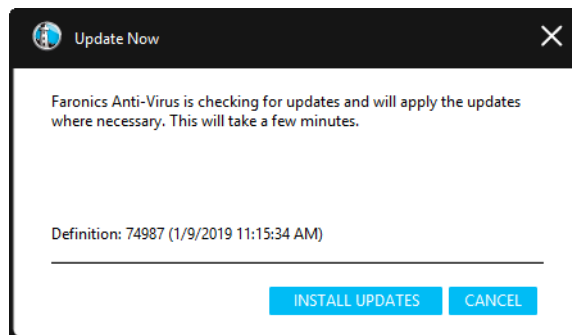 Update Now
Faronics Anti-Virus is checking for updates and will apply the updates
where necessary. This will take a few minutes.
Definition: 74987 (1/9/2019 11:15:34 AM)
INSTALL UPDATES
CANCEL